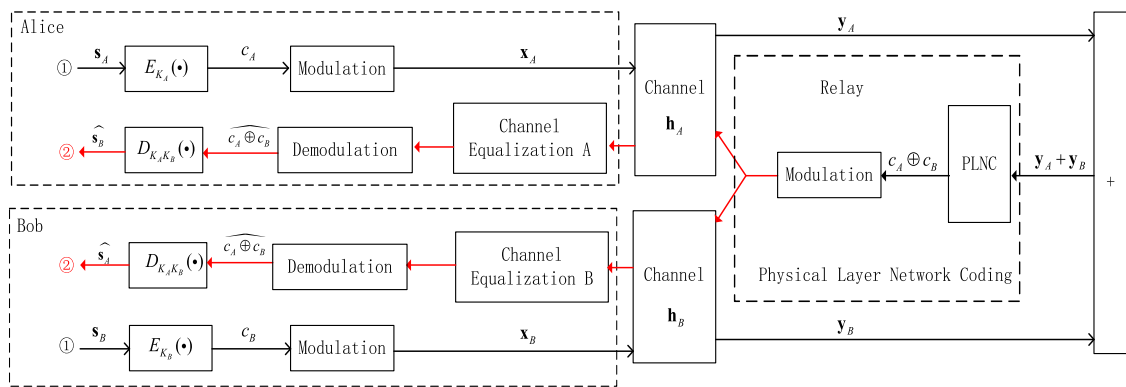 Alice
① s_A E_{K_A}(•) c_A Modulation x_A
② ŝ_B D_{K_A K_B}(•) \widehat{c_A ⊕ c_B} Demodulation Channel Equalization A
Channel
h_A
y_A
Relay
Modulation c_A ⊕ c_B PLNC y_A + y_B +
Physical Layer Network Coding
Bob
② ŝ_A D_{K_A K_B}(•) \widehat{c_A ⊕ c_B} Demodulation Channel Equalization B
① s_B E_{K_B}(•) c_B Modulation x_B
Channel
h_B
y_B